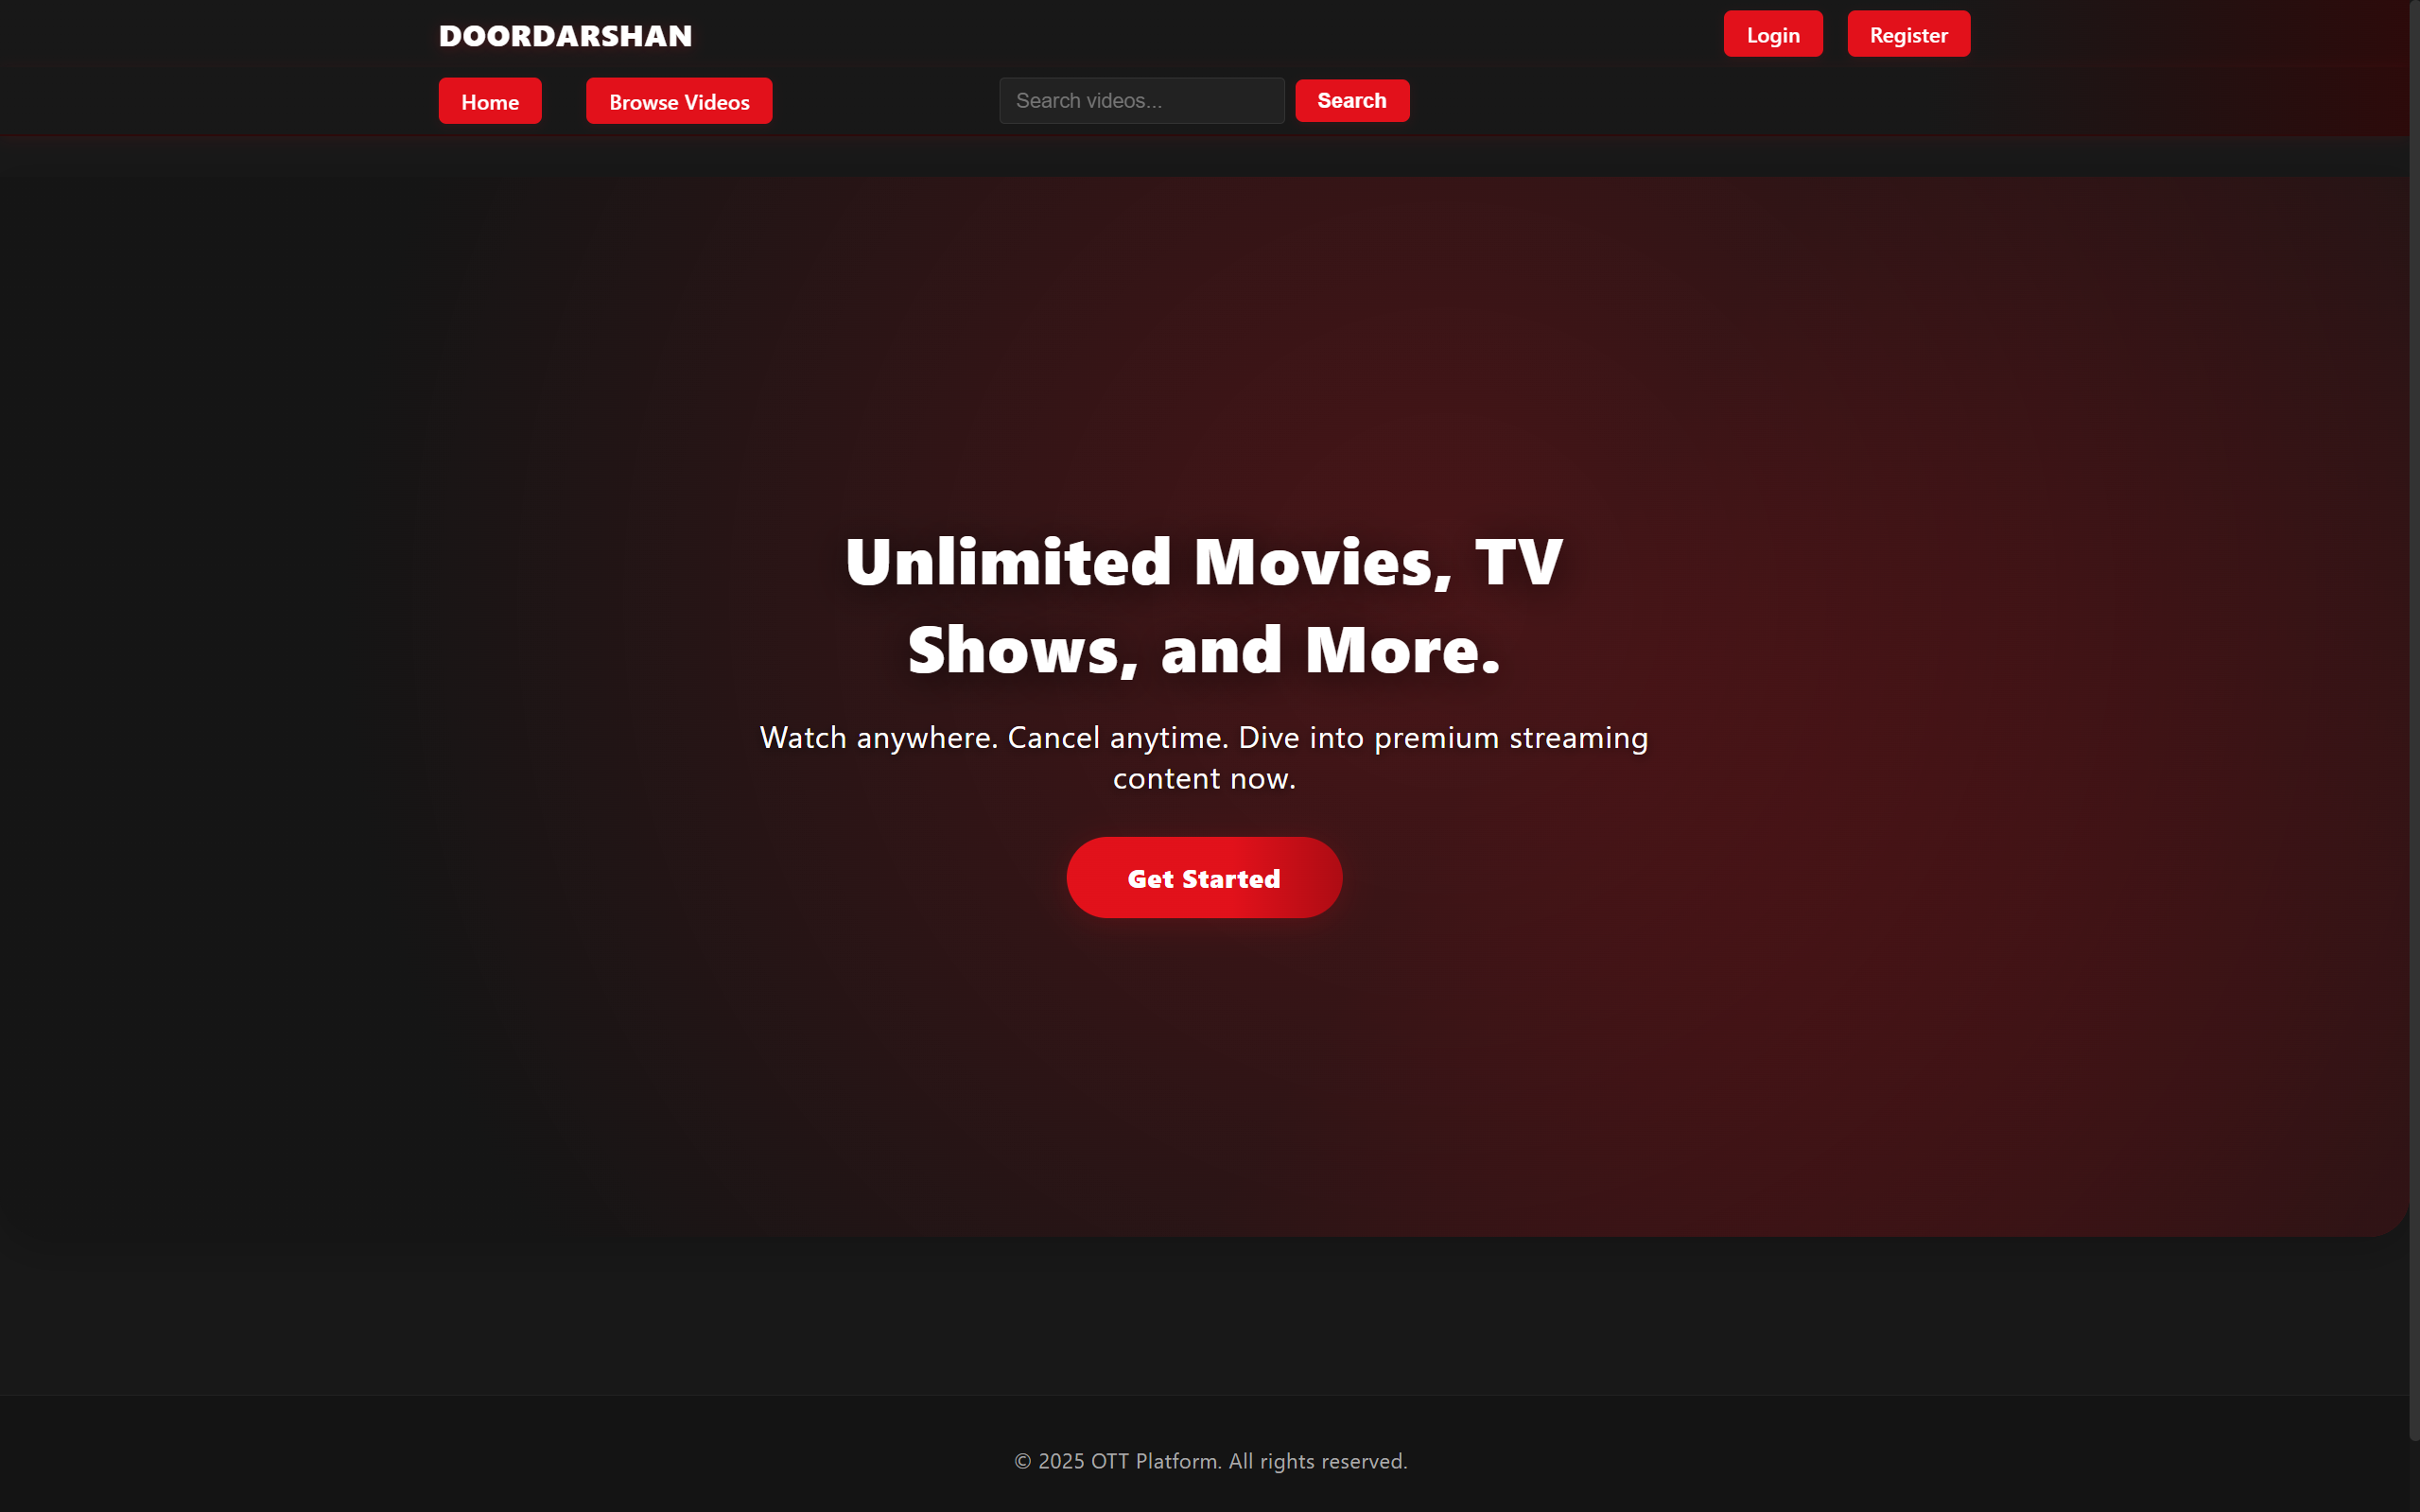 DOORDARSHAN
Login
Register
Home
Browse Videos
Search videos...
Search
Unlimited Movies, TV
Shows, and More.
Watch anywhere. Cancel anytime. Dive into premium streaming
content now.
Get Started
© 2025 OTT Platform. All rights reserved.